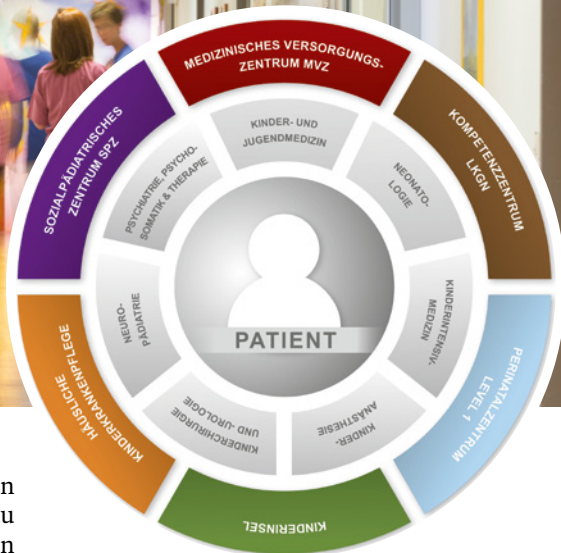 MEDIZINISCHES VERSORGUNGS-
ZENTRUM MVZ
KOMPETENZZENTRUM
LKGN
PERINATALZENTRUM
LEVEL 1
KINDERINSEL
HÄUSLICHE
KINDERKRANKENPFLEGE
SOZIALPÄDIATRISCHES
ZENTRUM SPZ
KINDER- UND
JUGENDMEDIZIN
NEONATO-
LOGIE
KINDERINTENSIV-
MEDIZIN
KINDER-
ANÄSTHESIE
KINDERCHIRURGIE
UND -UROLOGIE
NEURO-
PÄDIATRIE
PSYCHIATRIE, PSYCHO-
SOMATIK & THERAPIE
PATIENT
n
u
n